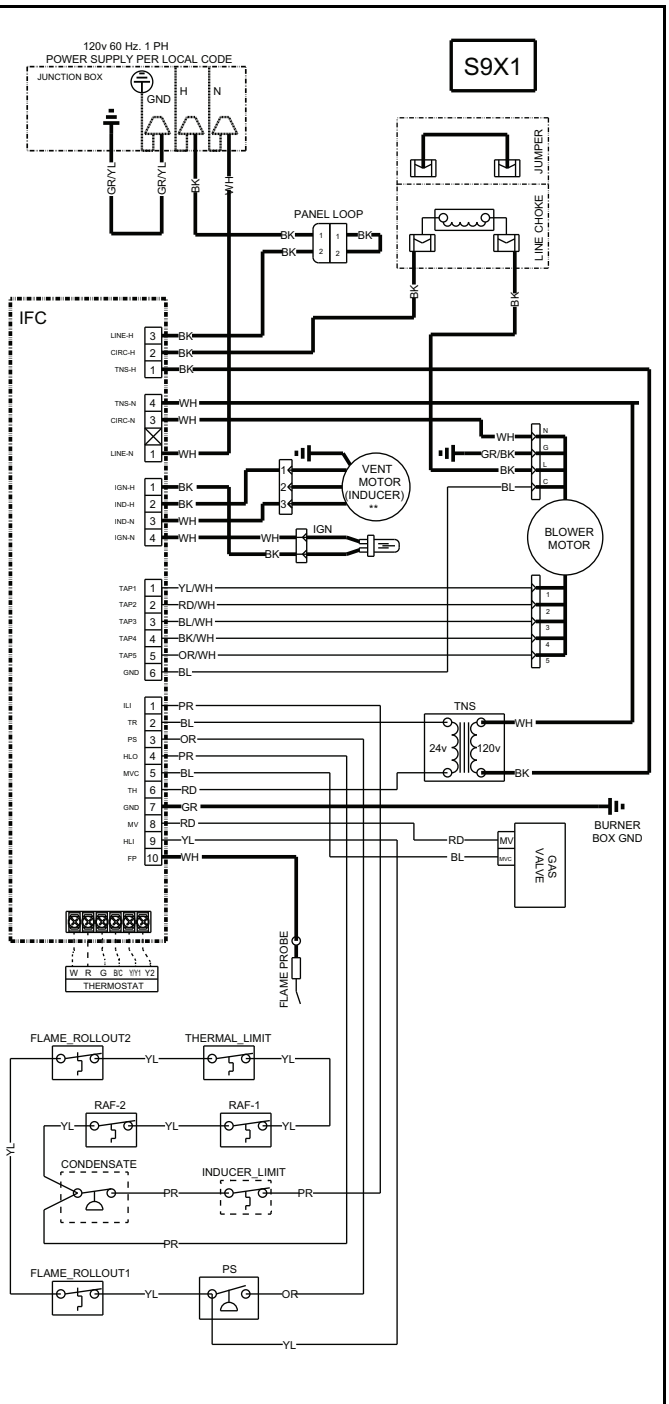 120v 60 Hz. 1 PH
POWER SUPPLY PER LOCAL CODE
JUNCTION BOX
GND
H
N
S9X1
GR/YL
GR/YL
BK
WH
JUMPER
LINE CHOKE
PANEL LOOP
BK 1 1 BK
BK 2 2
BK
BK
IFC
LINE-H 3 BK
CIRC-H 2 BK
TNS-H 1 BK
TNS-N 4 WH
CIRC-N 3 WH
LINE-N 1 WH
WH N
GR/BK G
BK L
BL C
BLOWER MOTOR
IGN-H 1 BK
IND-H 2 BK
IND-N 3 WH
IGN-N 4 WH
1
2
3
VENT MOTOR (INDUCER)
**
IGN
WH
BK
TAP1 1 YL/WH
TAP2 2 RD/WH
TAP3 3 BL/WH
TAP4 4 BK/WH
TAP5 5 OR/WH
GND 6 BL
1
2
3
4
5
ILI 1 PR
TR 2 BL
PS 3 OR
HLO 4 PR
MVC 5 BL
TH 6 RD
GND 7 GR
MV 8 RD
HLI 9 YL
FP 10 WH
TNS
24v 120v
WH
BK
BURNER BOX GND
RD MV
BL MVC
GAS VALVE
FLAME PROBE
W R G B/C Y/Y1 Y2
THERMOSTAT
FLAME_ROLLOUT2
THERMAL_LIMIT
YL
YL
RAF-2
RAF-1
YL
YL
YL
YL
CONDENSATE
INDUCER_LIMIT
PR
PR
PR
FLAME_ROLLOUT1
PS
YL
OR
YL